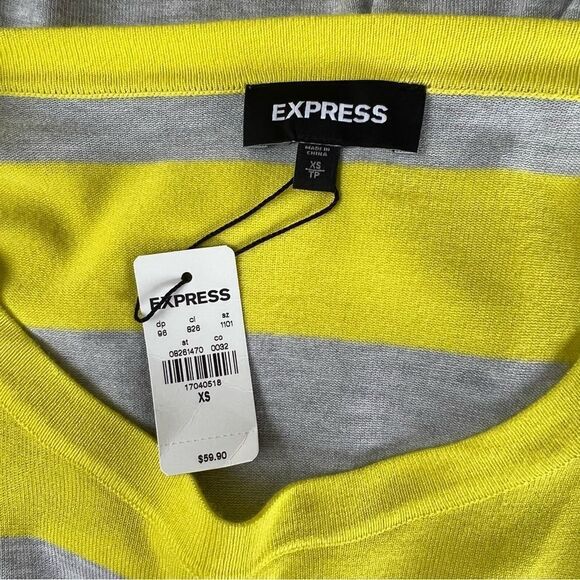 EXPRESS
MADE IN
CHINA
XS
TP
EXPRESS
dp cl sz
96 826 1101
st co
08261470 0032
17040518
XS
$59.90